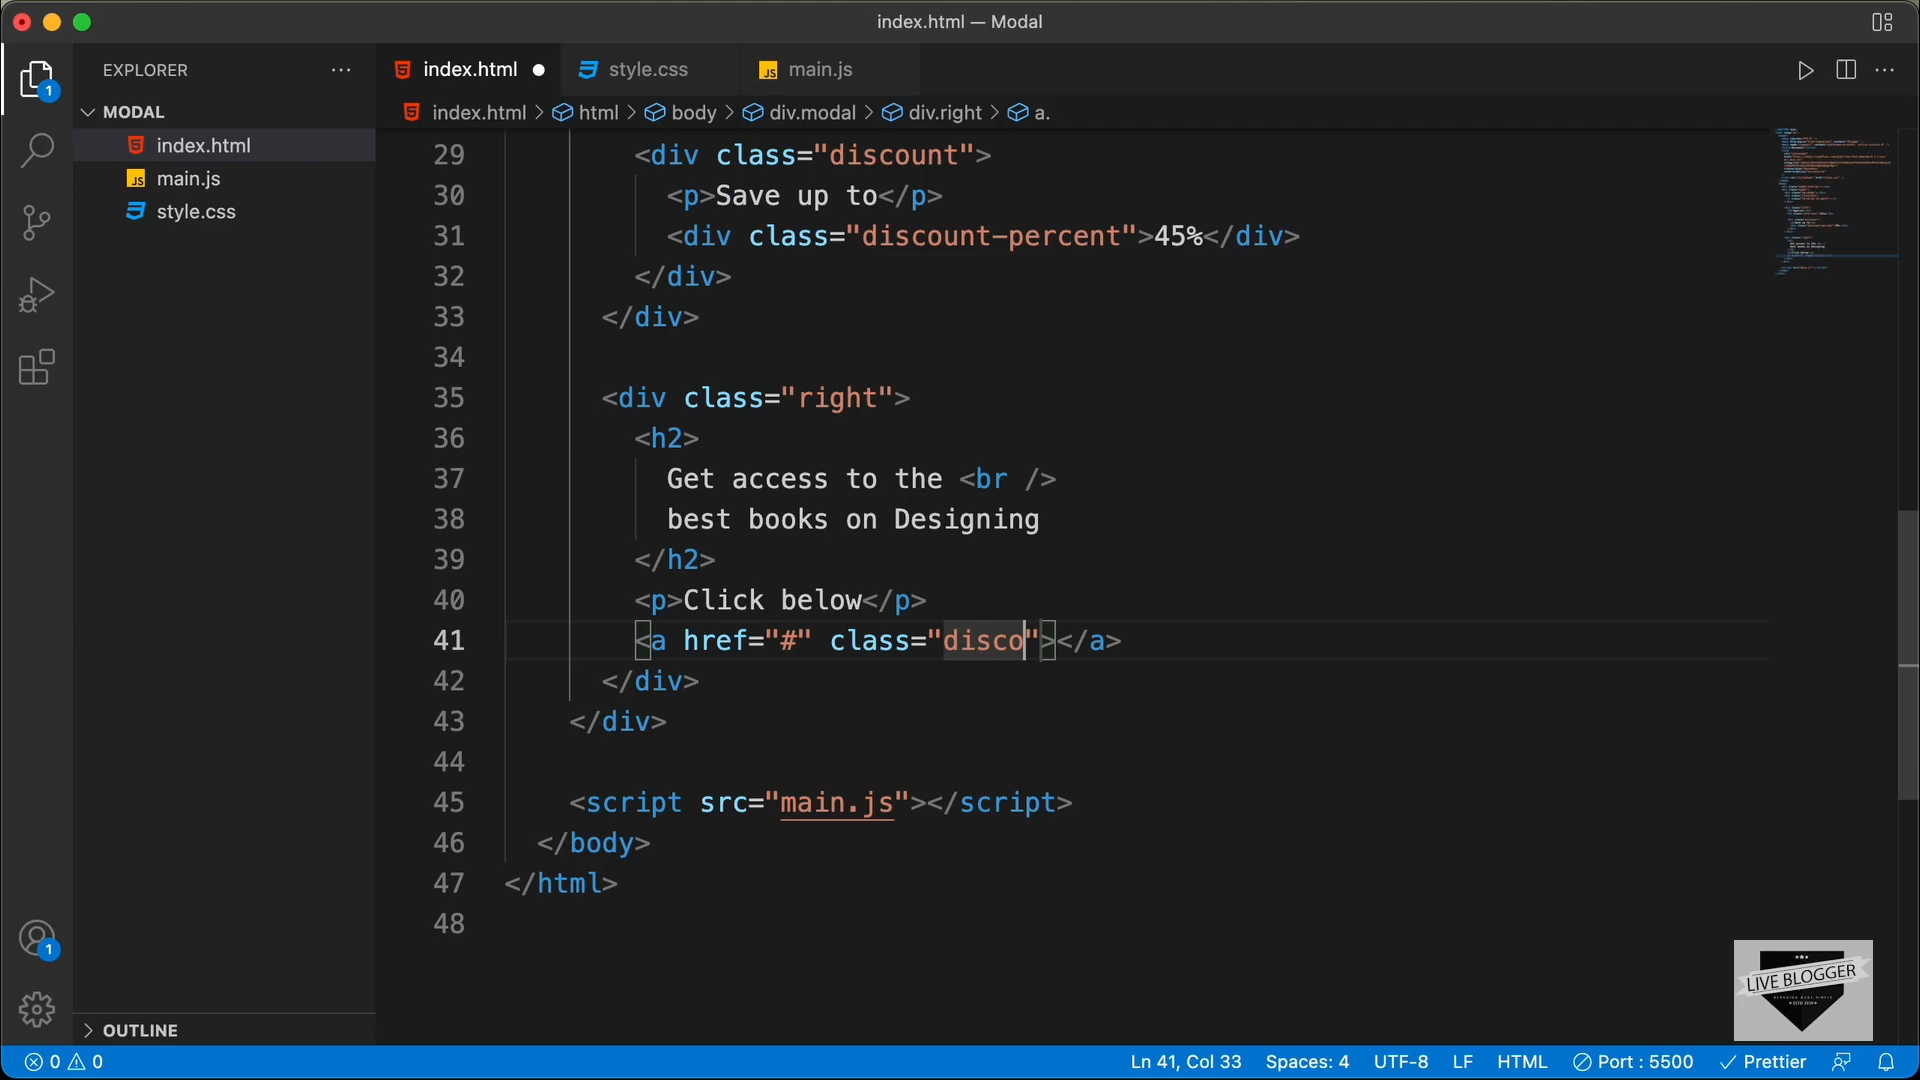 index.html — Modal
EXPLORER
index.html
style.css
JS main.js
1
index.html > html > body > div.modal > div.right > a.
MODAL
index.html
JS main.js
style.css
29 <div class="discount">
30 <p>Save up to</p>
31 <div class="discount-percent">45%</div>
32 </div>
33 </div>
34
35 <div class="right">
36 <h2>
37 Get access to the <br />
38 best books on Designing
39 </h2>
40 <p>Click below</p>
41 <a href="#" class="disco"></a>
42 </div>
43 </div>
44
45 <script src="main.js"></script>
46 </body>
47 </html>
48
1
LIVE BLOGGER
OUTLINE
0 0
Ln 41, Col 33
Spaces: 4
UTF-8
LF
HTML
Port : 5500
Prettier